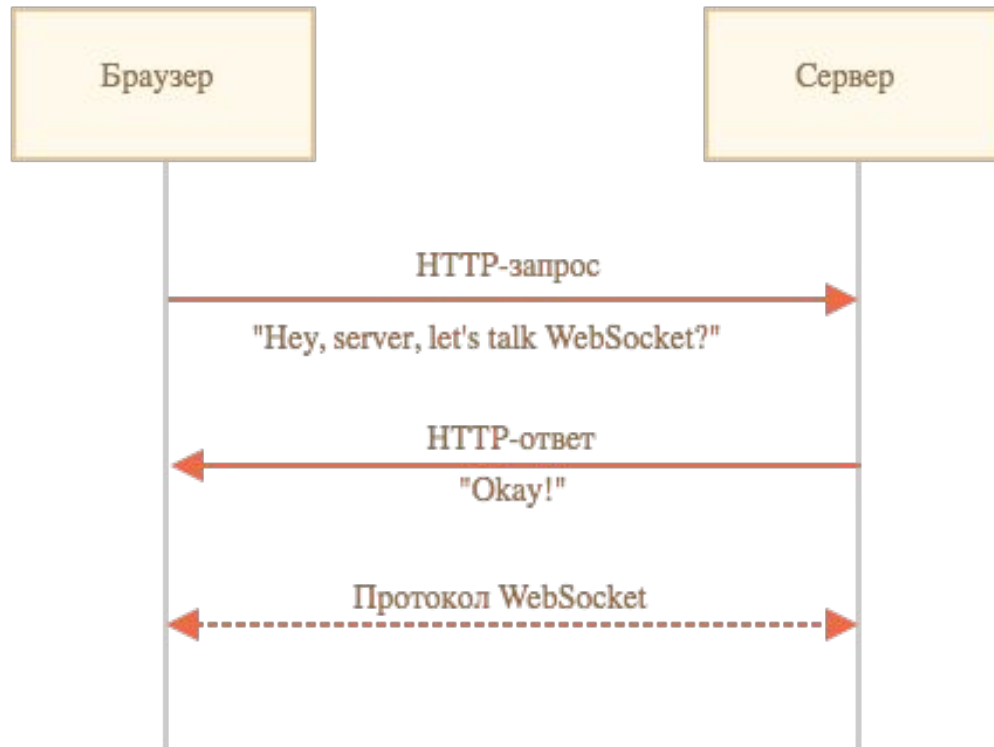 Браузер
Сервер
HTTP-запрос
"Hey, server, let's talk WebSocket?"
HTTP-ответ
"Okay!"
Протокол WebSocket